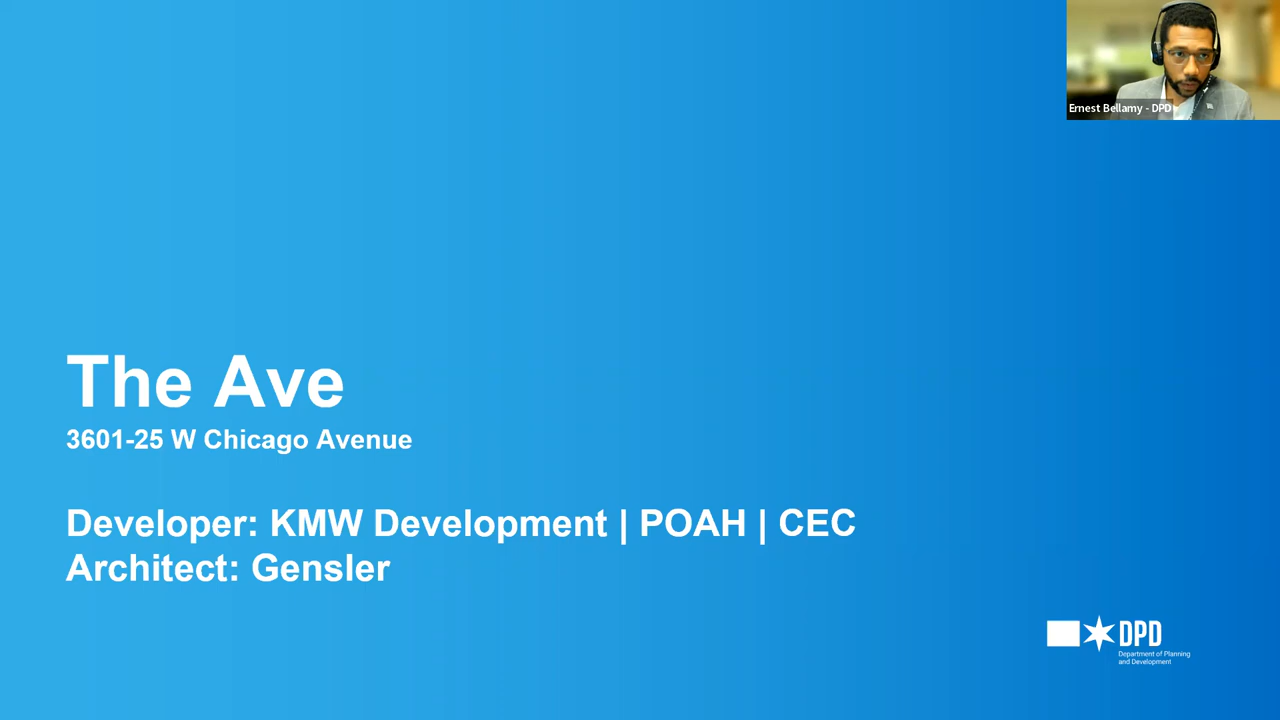 Ernest Bellamy - DPD
The Ave
3601-25 W Chicago Avenue
Developer: KMW Development | POAH | CEC
Architect: Gensler
DPD
Department of Planning
and Development